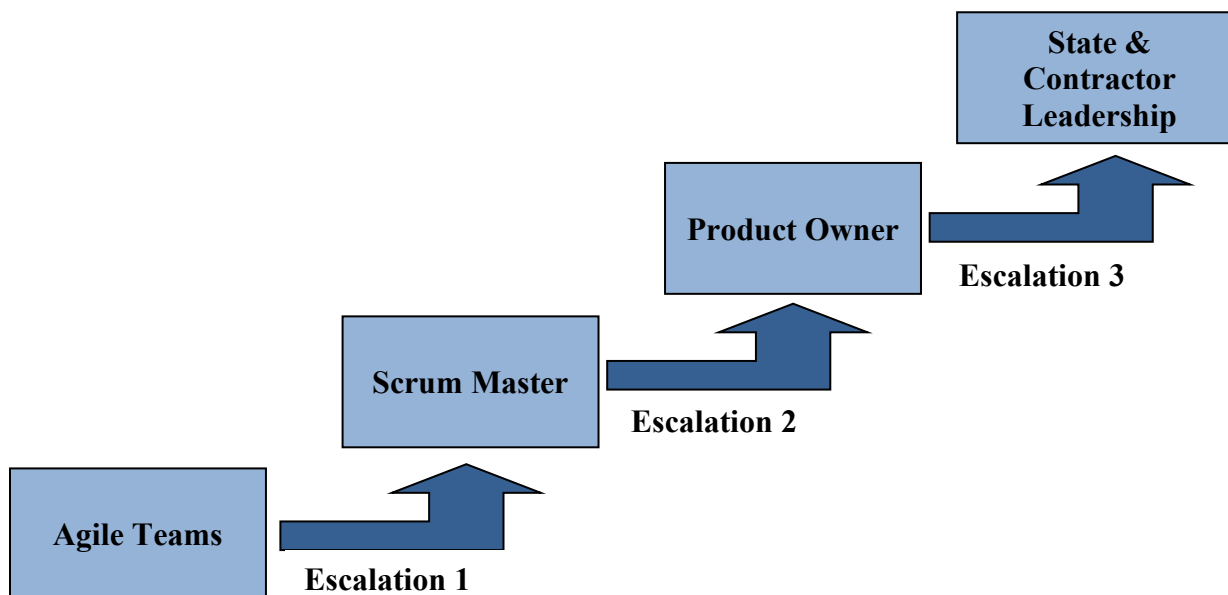 State &
Contractor
Leadership
Product Owner
Escalation 3
Scrum Master
Escalation 2
Agile Teams
Escalation 1